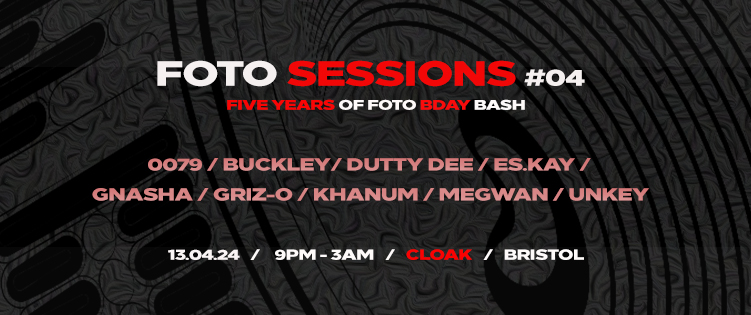 FOTO SESSIONS #04
FIVE YEARS OF FOTO BDAY BASH
0079 / BUCKLEY/ DUTTY DEE / ES.KAY /
GNASHA / GRIZ-O / KHANUM / MEGWAN / UNKEY
13.04.24 / 9PM - 3AM / CLOAK / BRISTOL